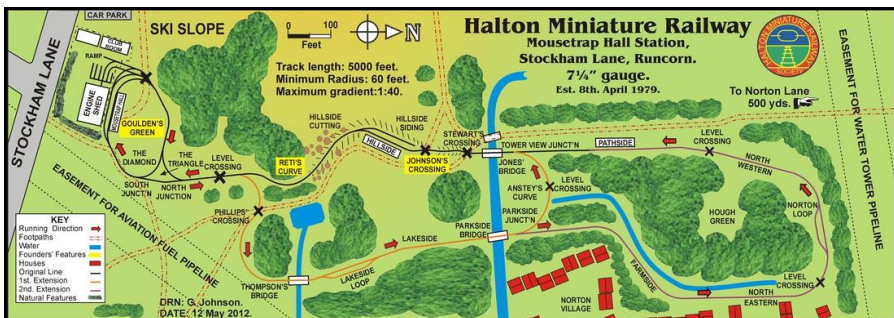 CAR PARK
SKI SLOPE
0 100
Feet
N
Halton Miniature Railway
Mousetrap Hall Station,
Stockham Lane, Runcorn.
7¼" gauge.
Est. 8th. April 1979.
HALTON MINIATURE RAILWAY
SOCIETY
Track length: 5000 feet.
Minimum Radius: 60 feet.
Maximum gradient:1:40.
To Norton Lane
500 yds.
STOCKHAM LANE
CLUB
ROOM
RAMP
ENGINE
SHED
MOUSETRAP HALL
GOULDEN'S
GREEN
THE
DIAMOND
THE
TRIANGLE
LEVEL
CROSSING
SOUTH
JUNCT'N
NORTH
JUNCTION
RETI'S
CURVE
HILLSIDE
CUTTING
HILLSIDE
SIDING
HILLSIDE
JOHNSON'S
CROSSING
STEWART'S
CROSSING
TOWER VIEW JUNCT'N
PATHSIDE
LEVEL
CROSSING
JONES'
BRIDGE
ANSTEY'S
CURVE
LEVEL
CROSSING
PARKSIDE
JUNCT'N
PARKSIDE
BRIDGE
NORTH
WESTERN
NORTON
LOOP
HOUGH
GREEN
LEVEL
CROSSING
NORTH
EASTERN
FARMSIDE
NORTON
VILLAGE
EASEMENT FOR WATER TOWER PIPELINE
EASEMENT FOR AVIATION FUEL PIPELINE
PHILLIPS'
CROSSING
THOMPSON'S
BRIDGE
LAKESIDE
LAKESIDE
LOOP
KEY
Running Direction
Footpaths
Water
Founders' Features
Houses
Original Line
1st. Extension
2nd. Extension
Natural Features
DRN: G. Johnson.
DATE: 12 May 2012.